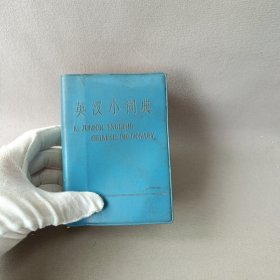 英汉小词典
A JUNIOR ENGLISH
CHINESE DICTIONARY